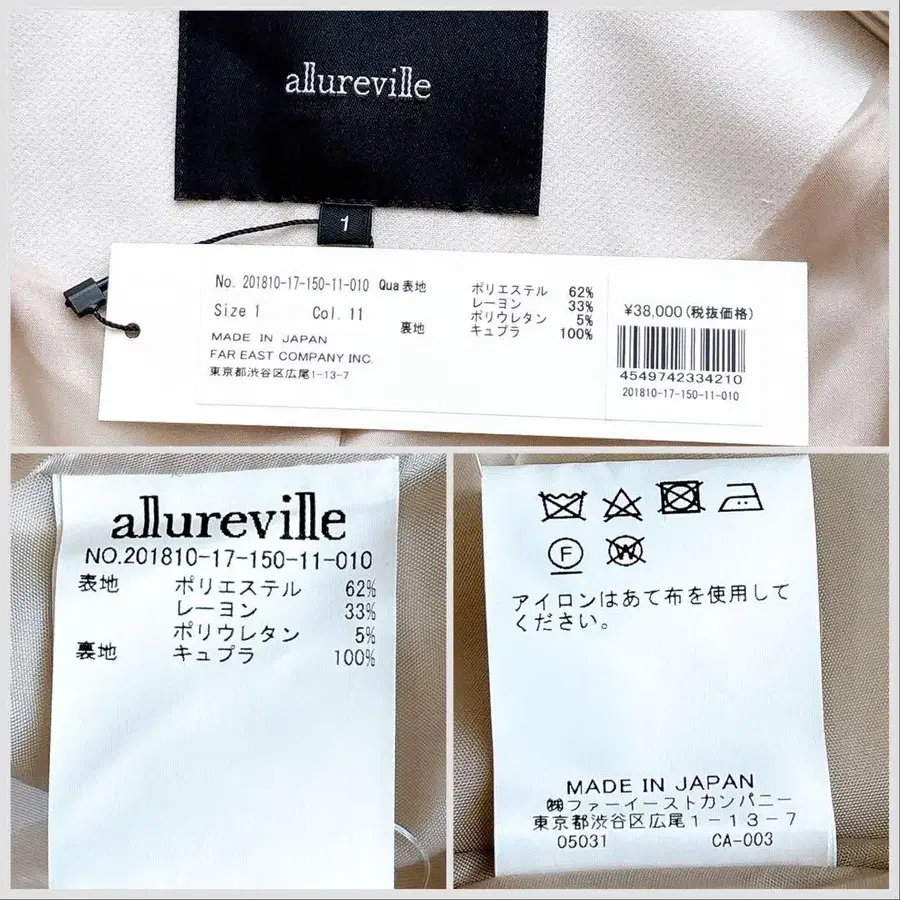 allureville
1
No. 201810-17-150-11-010 Qua 表地 ポリエステル 62%
レーヨン 33%
Size 1 Col. 11 ポリウレタン 5%
裏地 キュプラ 100%
MADE IN JAPAN
FAR EAST COMPANY INC.
東京都渋谷区広尾1-13-7
¥38,000(税抜価格)
4549742334210
201810-17-150-11-010
allureville
NO.201810-17-150-11-010
表地 ポリエステル 62%
レーヨン 33%
ポリウレタン 5%
裏地 キュプラ 100%
F
W
アイロンはあて布を使用して
ください。
MADE IN JAPAN
㈱ファーイーストカンパニー
東京都渋谷区広尾1-13-7
05031 CA-003